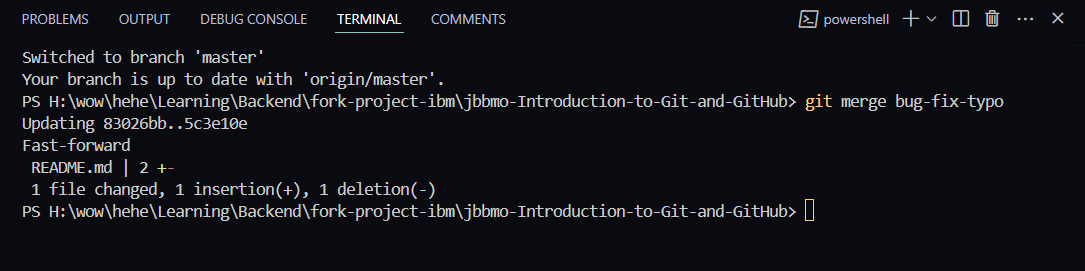 PROBLEMS OUTPUT DEBUG CONSOLE TERMINAL COMMENTS powershell
Switched to branch 'master'
Your branch is up to date with 'origin/master'.
PS H:\wow\hehe\Learning\Backend\fork-project-ibm\jbbmo-Introduction-to-Git-and-GitHub> git merge bug-fix-typo
Updating 83026bb..5c3e10e
Fast-forward
 README.md | 2 +-
 1 file changed, 1 insertion(+), 1 deletion(-)
PS H:\wow\hehe\Learning\Backend\fork-project-ibm\jbbmo-Introduction-to-Git-and-GitHub>